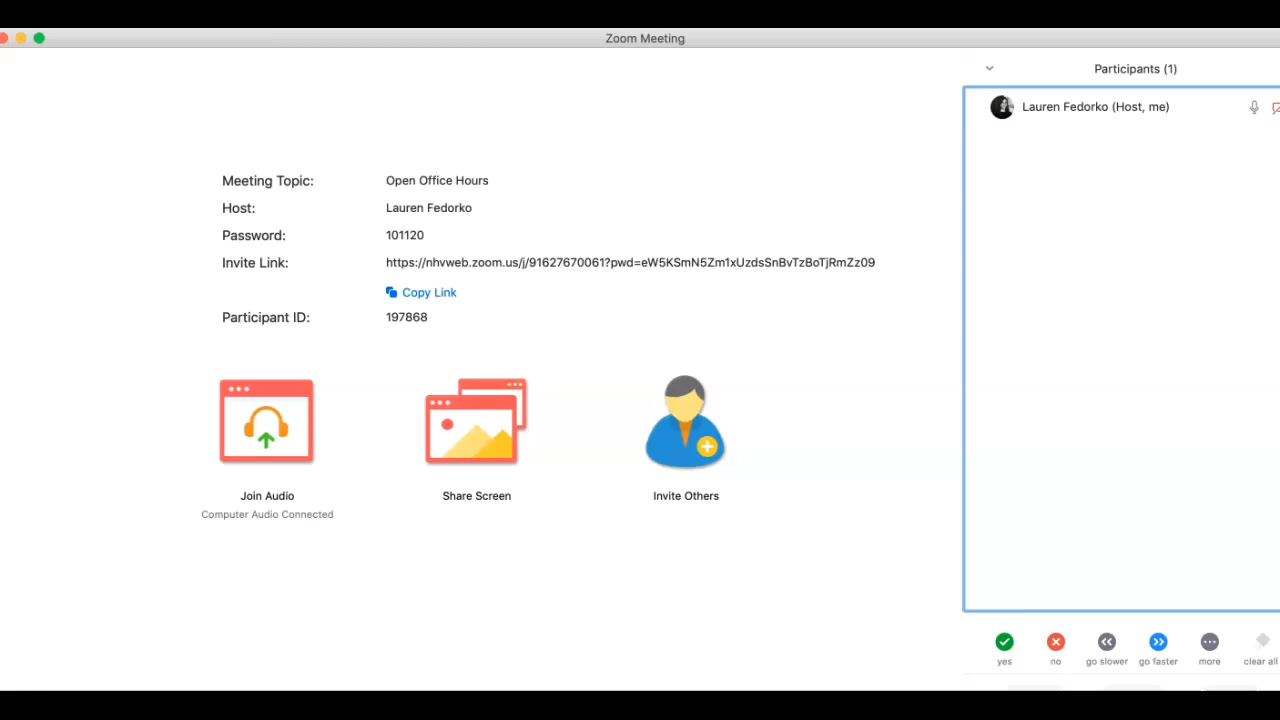 Zoom Meeting
Participants (1)
Lauren Fedorko (Host, me)
Meeting Topic: Open Office Hours
Host: Lauren Fedorko
Password: 101120
Invite Link: https://nhvweb.zoom.us/j/91627670061?pwd=eW5KSmN5Zm1xUzdsSnBvTzBoTjRmZz09
Copy Link
Participant ID: 197868
Join Audio
Computer Audio Connected
Share Screen
Invite Others
yes
no
go slower
go faster
more
clear all